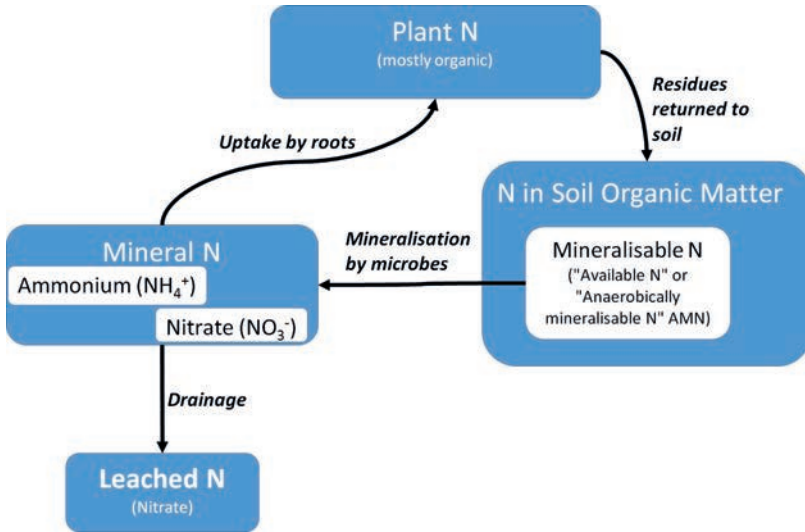 Plant N
(mostly organic)
Residues
returned to
soil
Uptake by roots
N in Soil Organic Matter
Mineral N
Mineralisation
by microbes
Mineralisable N
("Available N" or
"Anaerobically
mineralisable N" AMN)
Ammonium (NH₄⁺)
Nitrate (NO₃⁻)
Drainage
Leached N
(Nitrate)